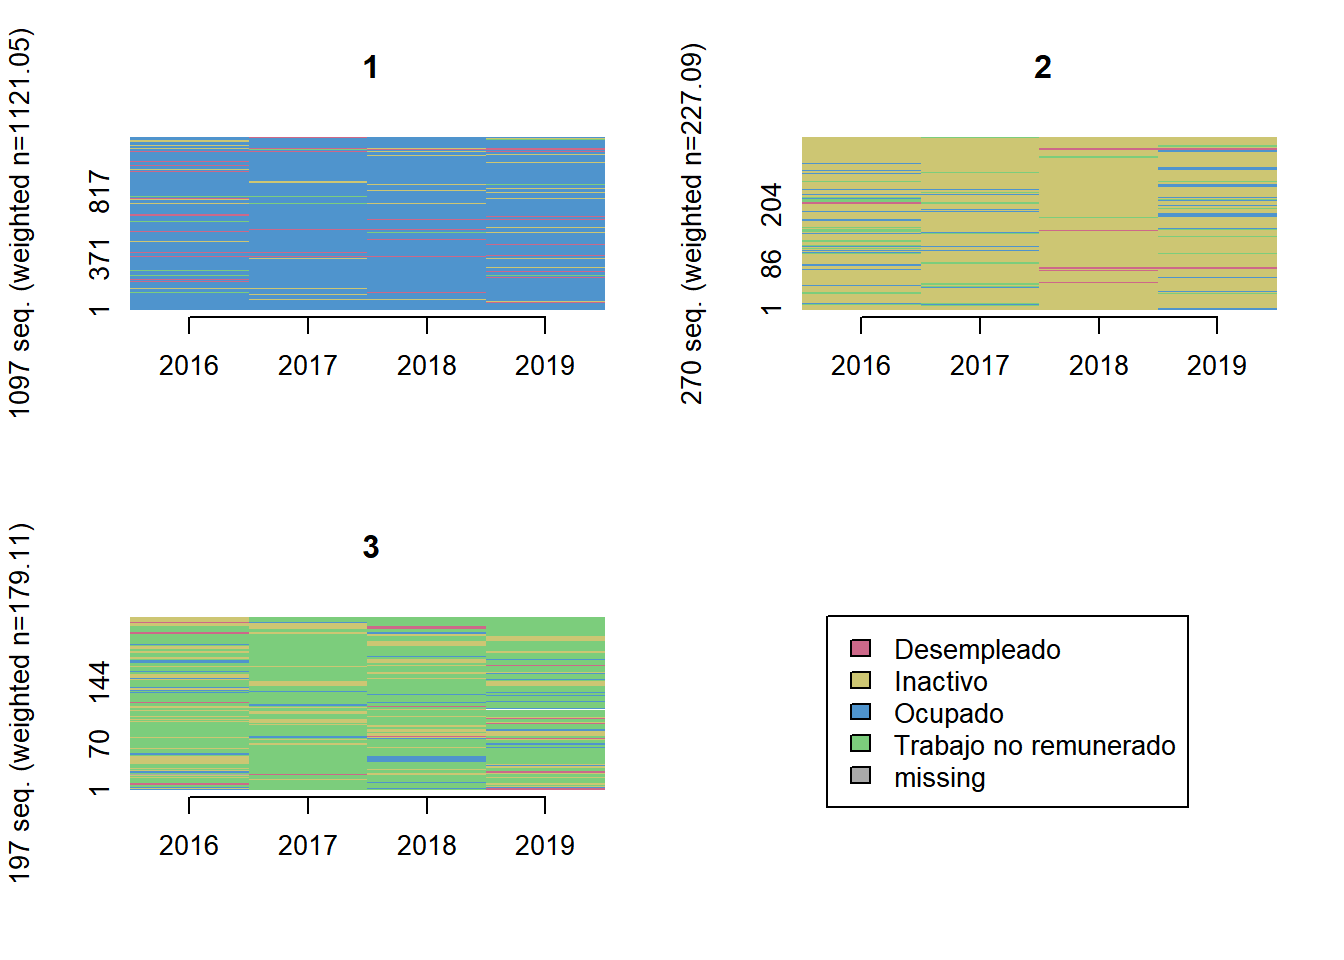 1
1097 seq. (weighted n=1121.05)
817
371
1
2016 2017 2018 2019
2
270 seq. (weighted n=227.09)
204
86
1
2016 2017 2018 2019
3
197 seq. (weighted n=179.11)
144
70
1
2016 2017 2018 2019
Desempleado
Inactivo
Ocupado
Trabajo no remunerado
missing